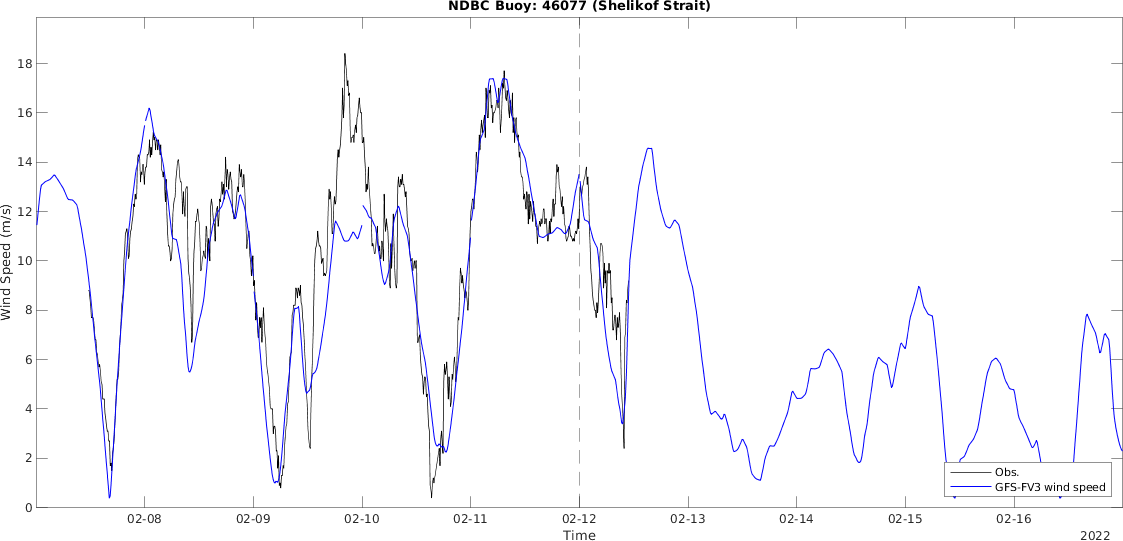 NDBC Buoy: 46077 (Shelikof Strait)
Wind Speed (m/s)
18
16
14
12
10
8
6
4
2
0
02-08 02-09 02-10 02-11 02-12 02-13 02-14 02-15 02-16
Time
2022
Obs.
GFS-FV3 wind speed